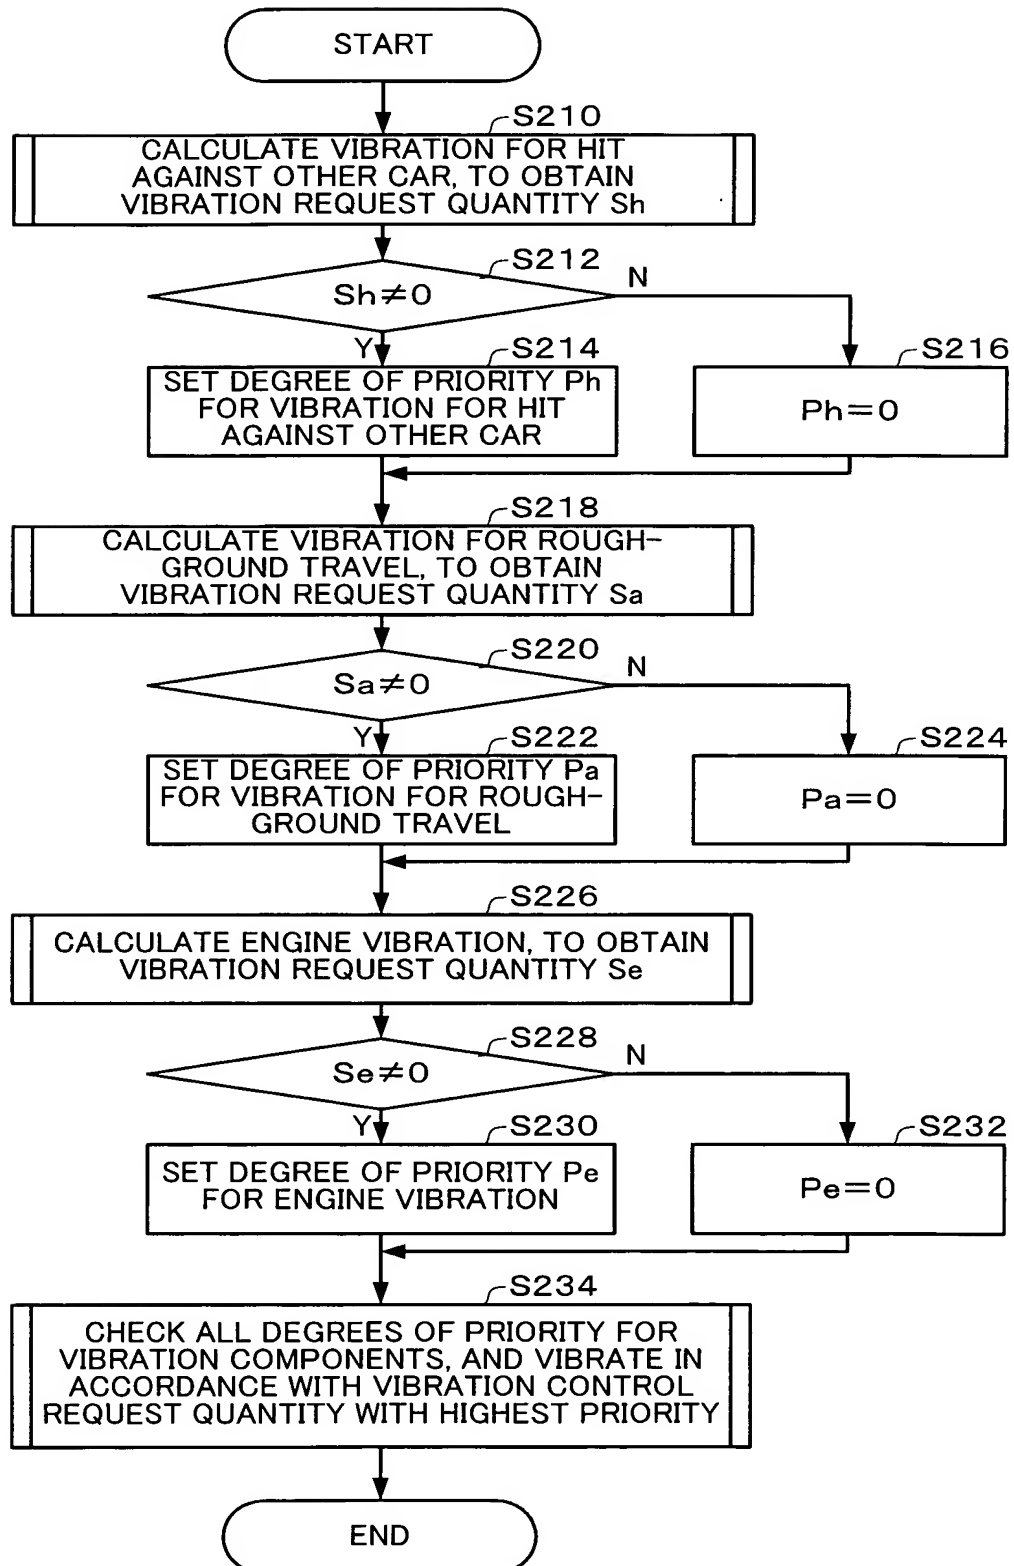 START
S210
CALCULATE VIBRATION FOR HIT
AGAINST OTHER CAR, TO OBTAIN
VIBRATION REQUEST QUANTITY Sh
S212
Sh≠0
N
Y
S214
SET DEGREE OF PRIORITY Ph
FOR VIBRATION FOR HIT
AGAINST OTHER CAR
S216
Ph=0
S218
CALCULATE VIBRATION FOR ROUGH-
GROUND TRAVEL, TO OBTAIN
VIBRATION REQUEST QUANTITY Sa
S220
Sa≠0
N
Y
S222
SET DEGREE OF PRIORITY Pa
FOR VIBRATION FOR ROUGH-
GROUND TRAVEL
S224
Pa=0
S226
CALCULATE ENGINE VIBRATION, TO OBTAIN
VIBRATION REQUEST QUANTITY Se
S228
Se≠0
N
Y
S230
SET DEGREE OF PRIORITY Pe
FOR ENGINE VIBRATION
S232
Pe=0
S234
CHECK ALL DEGREES OF PRIORITY FOR
VIBRATION COMPONENTS, AND VIBRATE IN
ACCORDANCE WITH VIBRATION CONTROL
REQUEST QUANTITY WITH HIGHEST PRIORITY
END